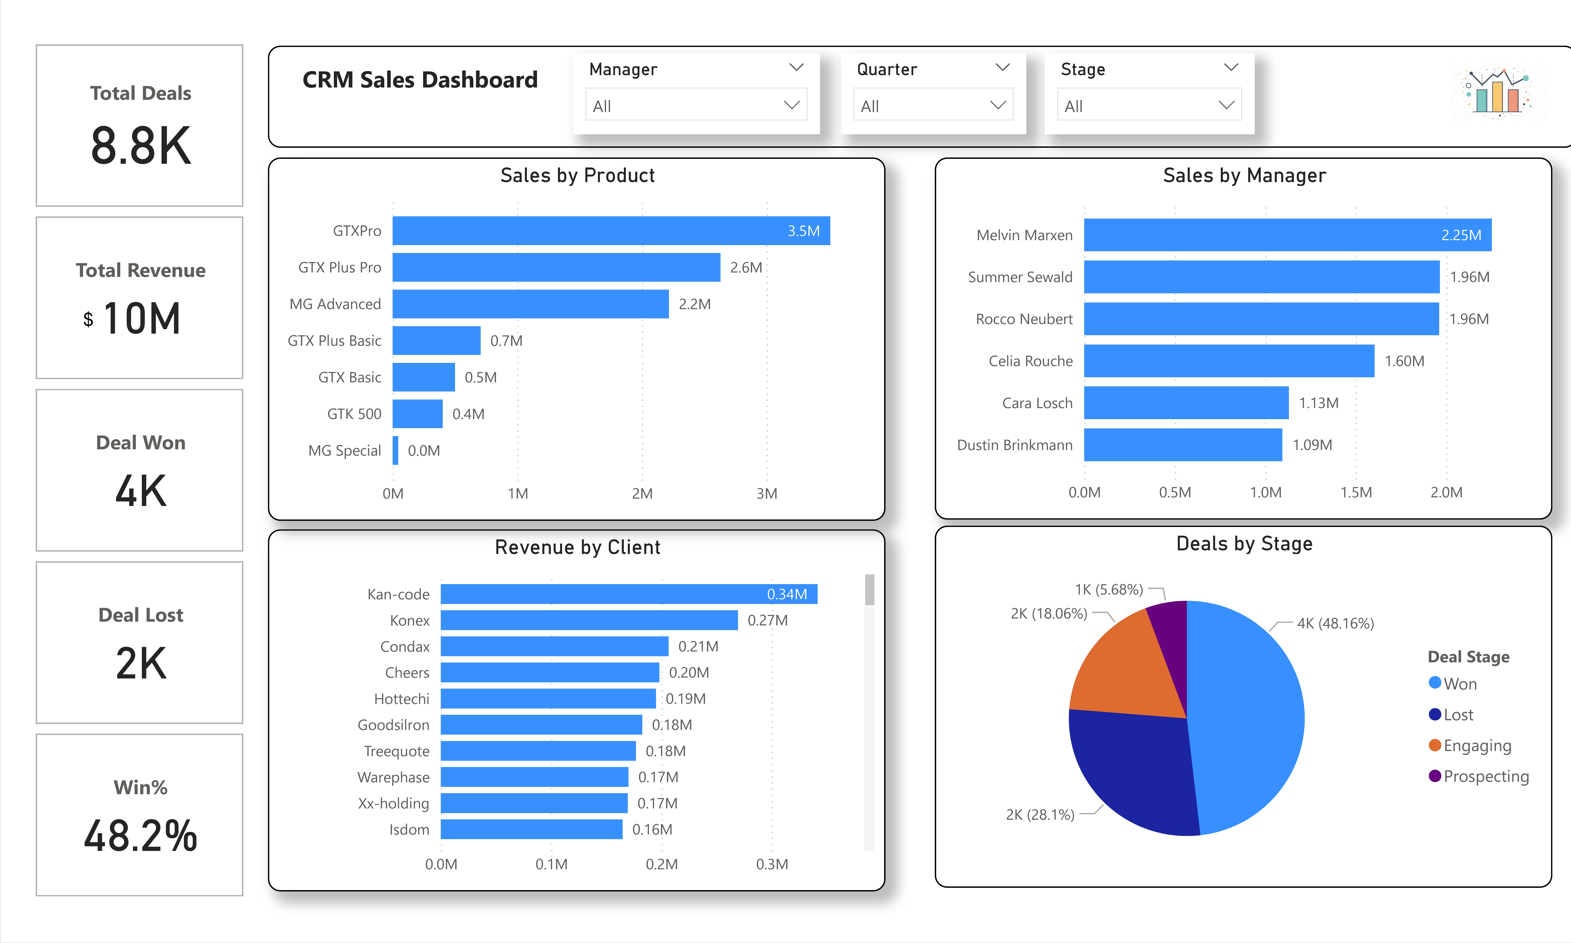 Total Deals
8.8K
Total Revenue
$ 10M
Deal Won
4K
Deal Lost
2K
Win%
48.2%
CRM Sales Dashboard
Manager
All
Quarter
All
Stage
All
Sales by Product
GTXPro 3.5M
GTX Plus Pro 2.6M
MG Advanced 2.2M
GTX Plus Basic 0.7M
GTX Basic 0.5M
GTK 500 0.4M
MG Special 0.0M
0M 1M 2M 3M
Sales by Manager
Melvin Marxen 2.25M
Summer Sewald 1.96M
Rocco Neubert 1.96M
Celia Rouche 1.60M
Cara Losch 1.13M
Dustin Brinkmann 1.09M
0.0M 0.5M 1.0M 1.5M 2.0M
Revenue by Client
Kan-code 0.34M
Konex 0.27M
Condax 0.21M
Cheers 0.20M
Hottechi 0.19M
Goodsilron 0.18M
Treequote 0.18M
Warephase 0.17M
Xx-holding 0.17M
Isdom 0.16M
0.0M 0.1M 0.2M 0.3M
Deals by Stage
1K (5.68%)
2K (18.06%)
4K (48.16%)
2K (28.1%)
Deal Stage
Won
Lost
Engaging
Prospecting